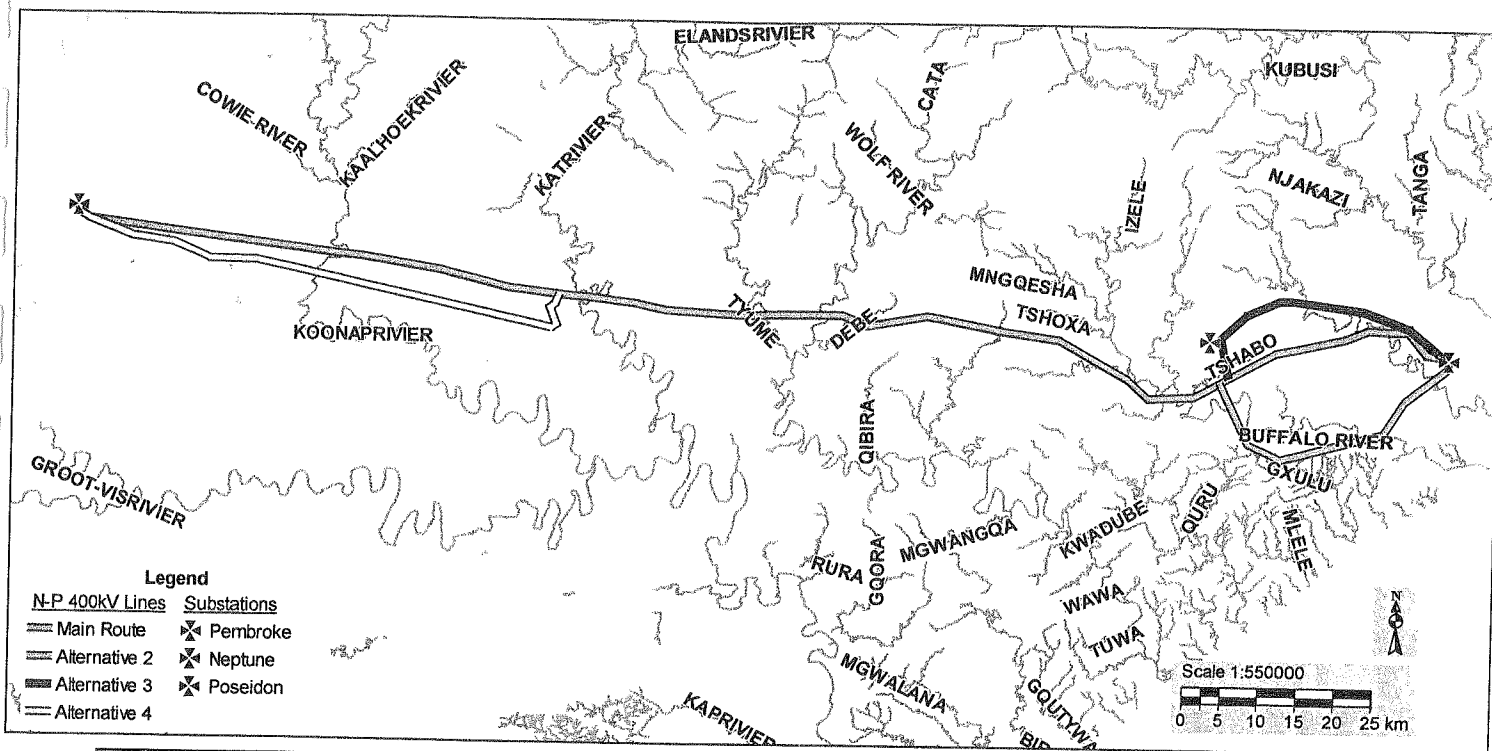 ELANDSRIVIER
KUBUSI
CATA
COWIE-RIVER
KAALHOEKRIVIER
KATRIVIER
WOLF-RIVER
IZELE
NJAKAZI
TANGA
MNGQESHA
TSHOXA
TYUME
DEBE
KOONAPRIVIER
TSHABO
QIBIRA
BUFFALO RIVER
GXULU
GROOT-VISRIVIER
QURU
MLELE
KWADUBE
MGWANGQA
GQORA
RURA
WAWA
TUWA
MGWALANA
GQUTYWA
KAPRIVIER
Legend
N-P 400kV Lines Substations
Main Route Pembroke
Alternative 2 Neptune
Alternative 3 Poseidon
Alternative 4
N
Scale 1:550000
0 5 10 15 20 25 km